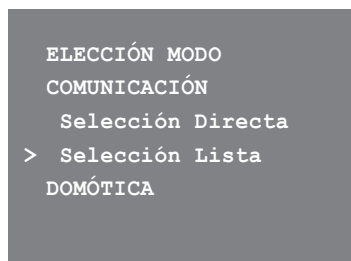 ELECCIÓN MODO
COMUNICACIÓN
Selección Directa
> Selección Lista
DOMÓTICA